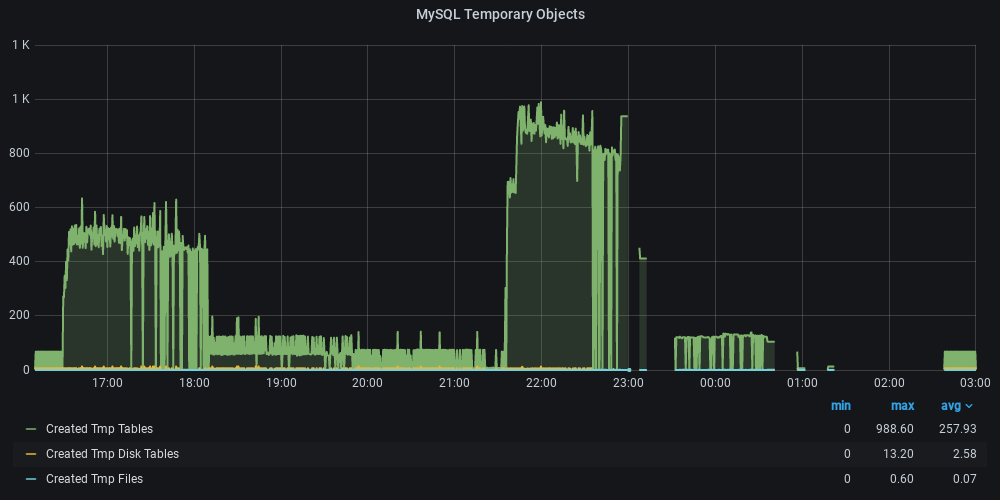 MySQL Temporary Objects
1 K
1 K
800
600
400
200
0
17:00 18:00 19:00 20:00 21:00 22:00 23:00 00:00 01:00 02:00 03:00
min max avg
Created Tmp Tables 0 988.60 257.93
Created Tmp Disk Tables 0 13.20 2.58
Created Tmp Files 0 0.60 0.07